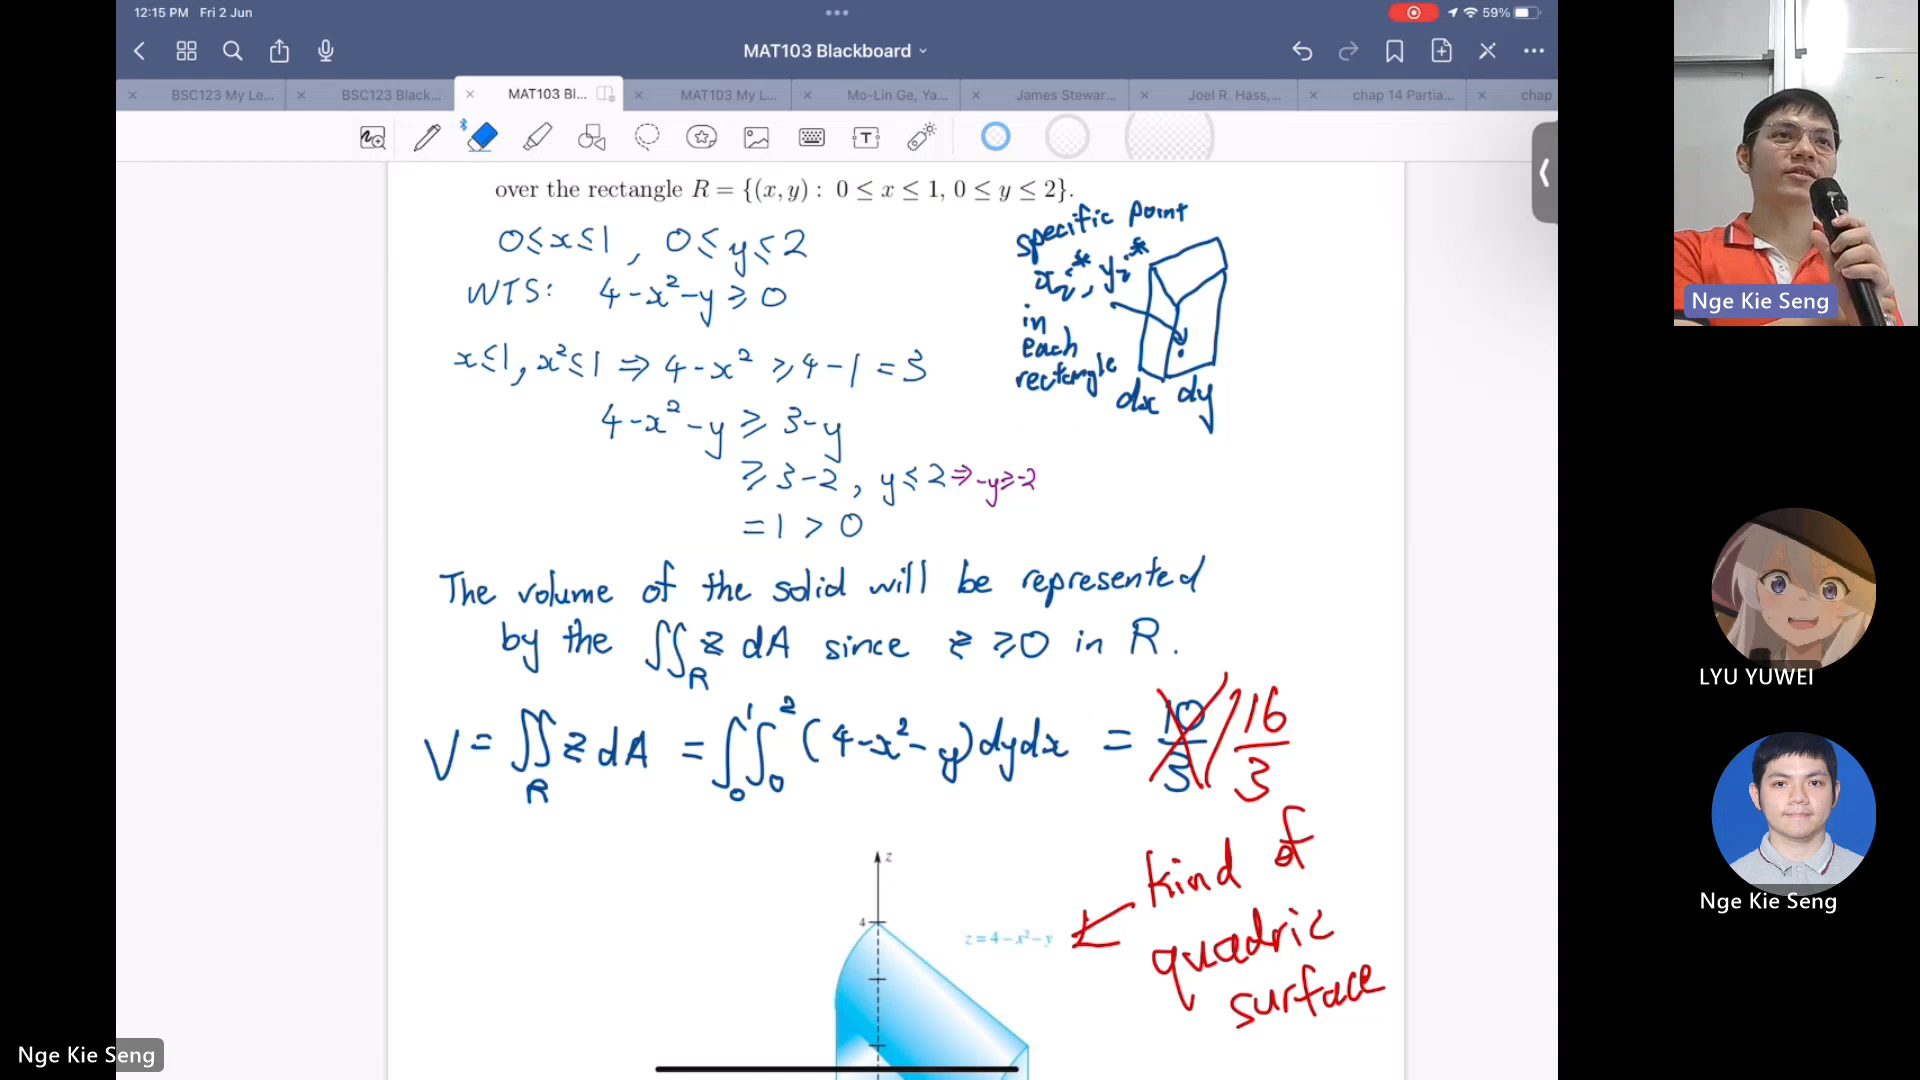 12:15 PM Fri 2 Jun
59%
MAT103 Blackboard
BSC123 My Le...
BSC123 Black...
MAT103 Bl...
MAT103 My L...
Mo-Lin Ge, Ya...
James Stewar...
Joel R. Hass,...
chap 14 Partia...
chap
over the rectangle R = {(x, y) : 0 ≤ x ≤ 1, 0 ≤ y ≤ 2}.
0≤x≤1, 0≤y≤2
WTS: 4-x²-y ≥ 0
x≤1, x²≤1 ⇒ 4-x² ≥ 4-1 = 3
4-x²-y ≥ 3-y
≥ 3-2, y≤2 ⇒ -y≥-2
= 1 > 0
specific point
in
each
rectangle
dx dy
The volume of the solid will be represented
by the ∬_R z dA since z ≥ 0 in R.
V = ∬_R z dA = ∫_0^1 ∫_0^2 (4-x²-y) dy dx = 10/3 / 16/3
kind of
quadric
surface
z
4
z = 4 – x² – y
Nge Kie Seng
LYU YUWEI
Nge Kie Seng
Nge Kie Seng